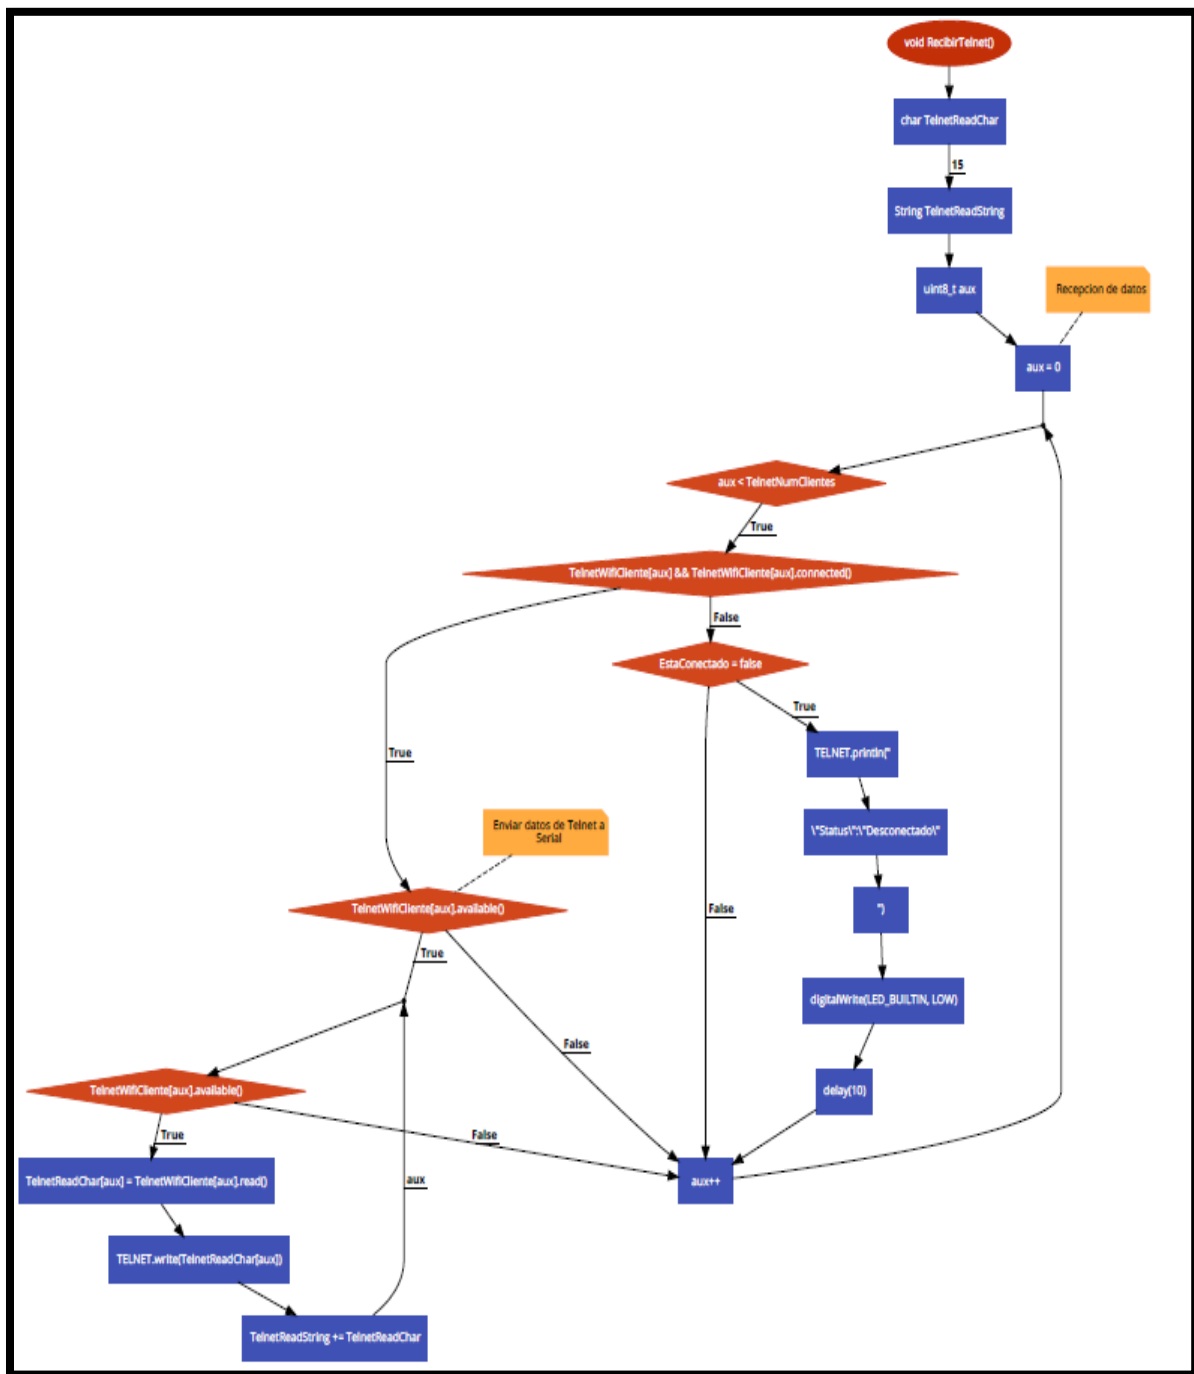 void RecibirTelnet()
char TelnetReadChar
15
String TelnetReadString
uint8_t aux
Recepcion de datos
aux = 0
aux < TelnetNumClientes
True
TelnetWifiCliente[aux] && TelnetWifiCliente[aux].connected()
False
EstaConectado = false
True
TELNET.println("
True
Enviar datos de Telnet a
Serial
\"Status\":\"Desconectado\"
")
TelnetWifiCliente[aux].available()
False
True
digitalWrite(LED_BUILTIN, LOW)
False
TelnetWifiCliente[aux].available()
delay(10)
True
False
TelnetReadChar[aux] = TelnetWifiCliente[aux].read()
aux
aux++
TELNET.write(TelnetReadChar[aux])
TelnetReadString += TelnetReadChar